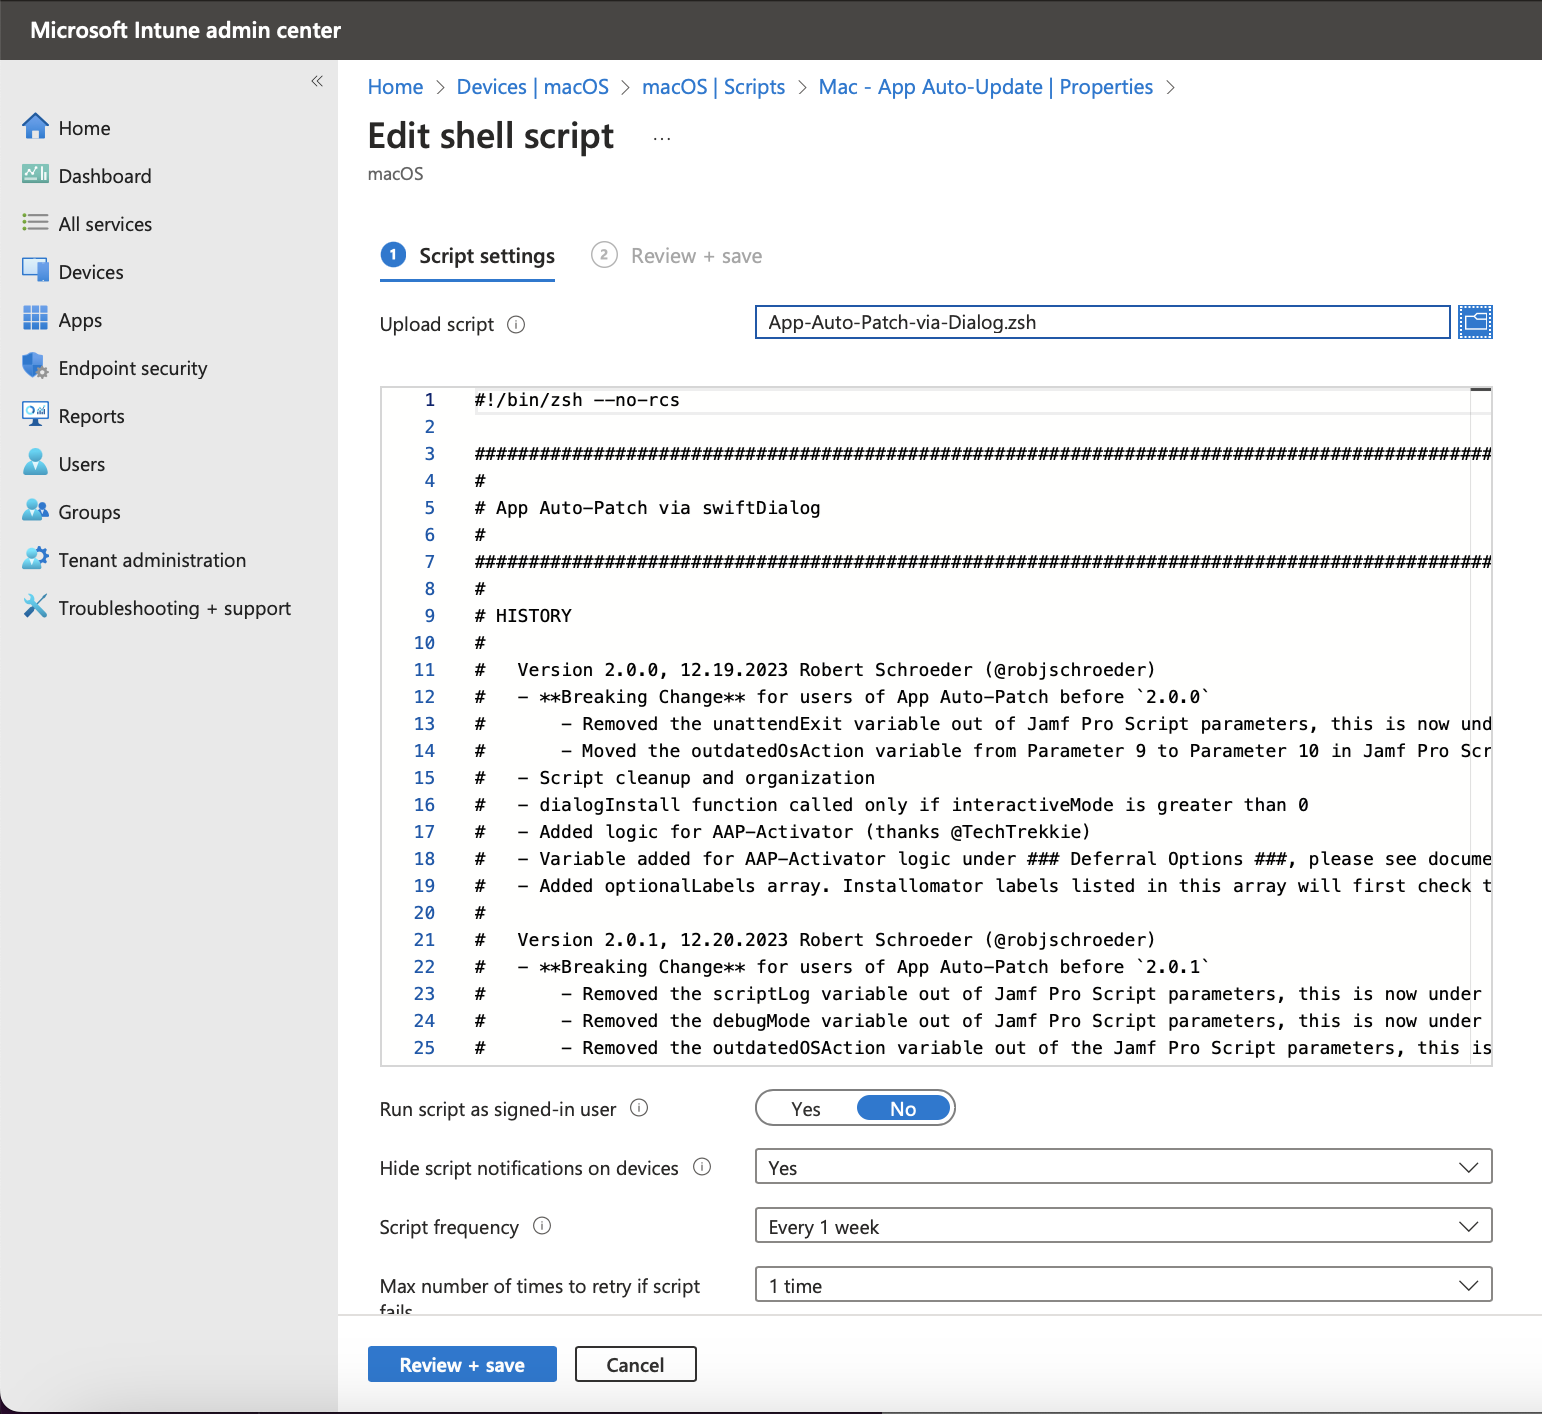 Microsoft Intune admin center
«
Home
Dashboard
All services
Devices
Apps
Endpoint security
Reports
Users
Groups
Tenant administration
Troubleshooting + support
Home > Devices | macOS > macOS | Scripts > Mac - App Auto-Update | Properties >
Edit shell script ...
macOS
1 Script settings 2 Review + save
Upload script
App-Auto-Patch-via-Dialog.zsh
1 #!/bin/zsh --no-rcs
2
3 ##############################################################################################
4 #
5 # App Auto-Patch via swiftDialog
6 #
7 ##############################################################################################
8 #
9 # HISTORY
10 #
11 #   Version 2.0.0, 12.19.2023 Robert Schroeder (@robjschroeder)
12 #   - **Breaking Change** for users of App Auto-Patch before `2.0.0`
13 #       - Removed the unattendExit variable out of Jamf Pro Script parameters, this is now und
14 #       - Moved the outdatedOsAction variable from Parameter 9 to Parameter 10 in Jamf Pro Scr
15 #   - Script cleanup and organization
16 #   - dialogInstall function called only if interactiveMode is greater than 0
17 #   - Added logic for AAP-Activator (thanks @TechTrekkie)
18 #   - Variable added for AAP-Activator logic under ### Deferral Options ###, please see docume
19 #   - Added optionalLabels array. Installomator labels listed in this array will first check t
20 #
21 #   Version 2.0.1, 12.20.2023 Robert Schroeder (@robjschroeder)
22 #   - **Breaking Change** for users of App Auto-Patch before `2.0.1`
23 #       - Removed the scriptLog variable out of Jamf Pro Script parameters, this is now under
24 #       - Removed the debugMode variable out of Jamf Pro Script parameters, this is now under
25 #       - Removed the outdatedOSAction variable out of the Jamf Pro Script parameters, this is
Run script as signed-in user
Yes No
Hide script notifications on devices
Yes
Script frequency
Every 1 week
Max number of times to retry if script
fails
1 time
Review + save
Cancel